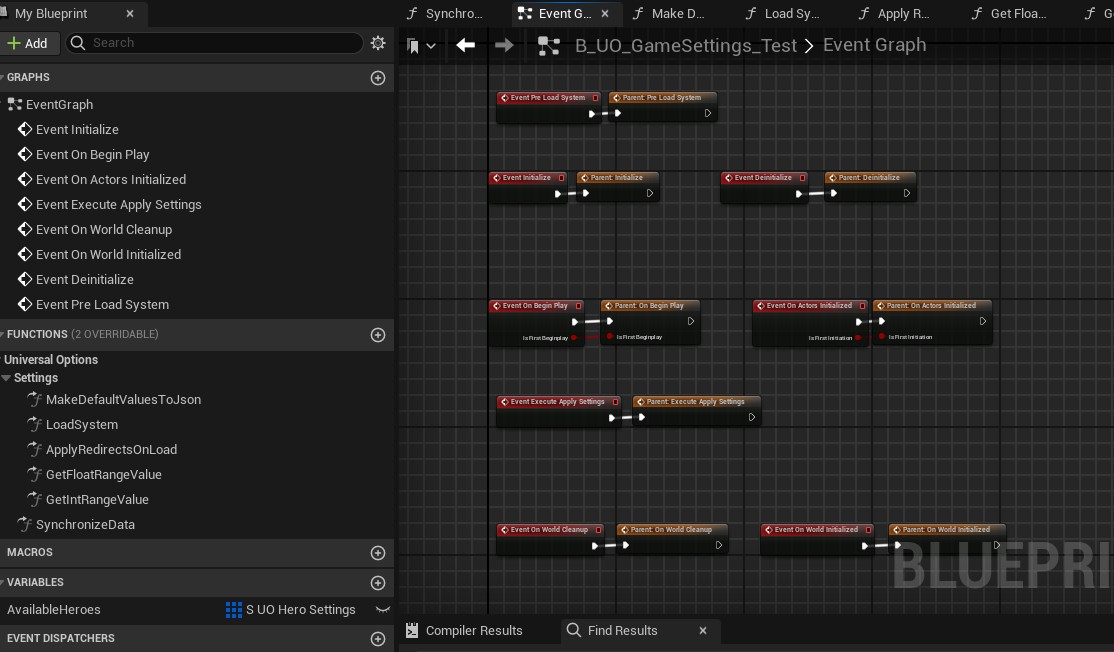 My Blueprint
Add
Search
GRAPHS
EventGraph
Event Initialize
Event On Begin Play
Event On Actors Initialized
Event Execute Apply Settings
Event On World Cleanup
Event On World Initialized
Event Deinitialize
Event Pre Load System
FUNCTIONS (2 OVERRIDABLE)
Universal Options
Settings
MakeDefaultValuesToJson
LoadSystem
ApplyRedirectsOnLoad
GetFloatRangeValue
GetIntRangeValue
SynchronizeData
MACROS
VARIABLES
AvailableHeroes S UO Hero Settings
EVENT DISPATCHERS
Synchro... Event G... Make D... Load Sy... Apply R... Get Floa... G
B_UO_GameSettings_Test > Event Graph
Event Pre Load System Parent: Pre Load System
Event Initialize Parent: Initialize Event Deinitialize Parent: Deinitialize
Event On Begin Play Parent: On Begin Play Event On Actors Initialized Parent: On Actors Initialized
Is First Beginplay Is First Beginplay Is First Initiation Is First Initiation
Event Execute Apply Settings Parent: Execute Apply Settings
Event On World Cleanup Parent: On World Cleanup Event On World Initialized Parent: On World Initialized
BLUEPRI
Compiler Results Find Results